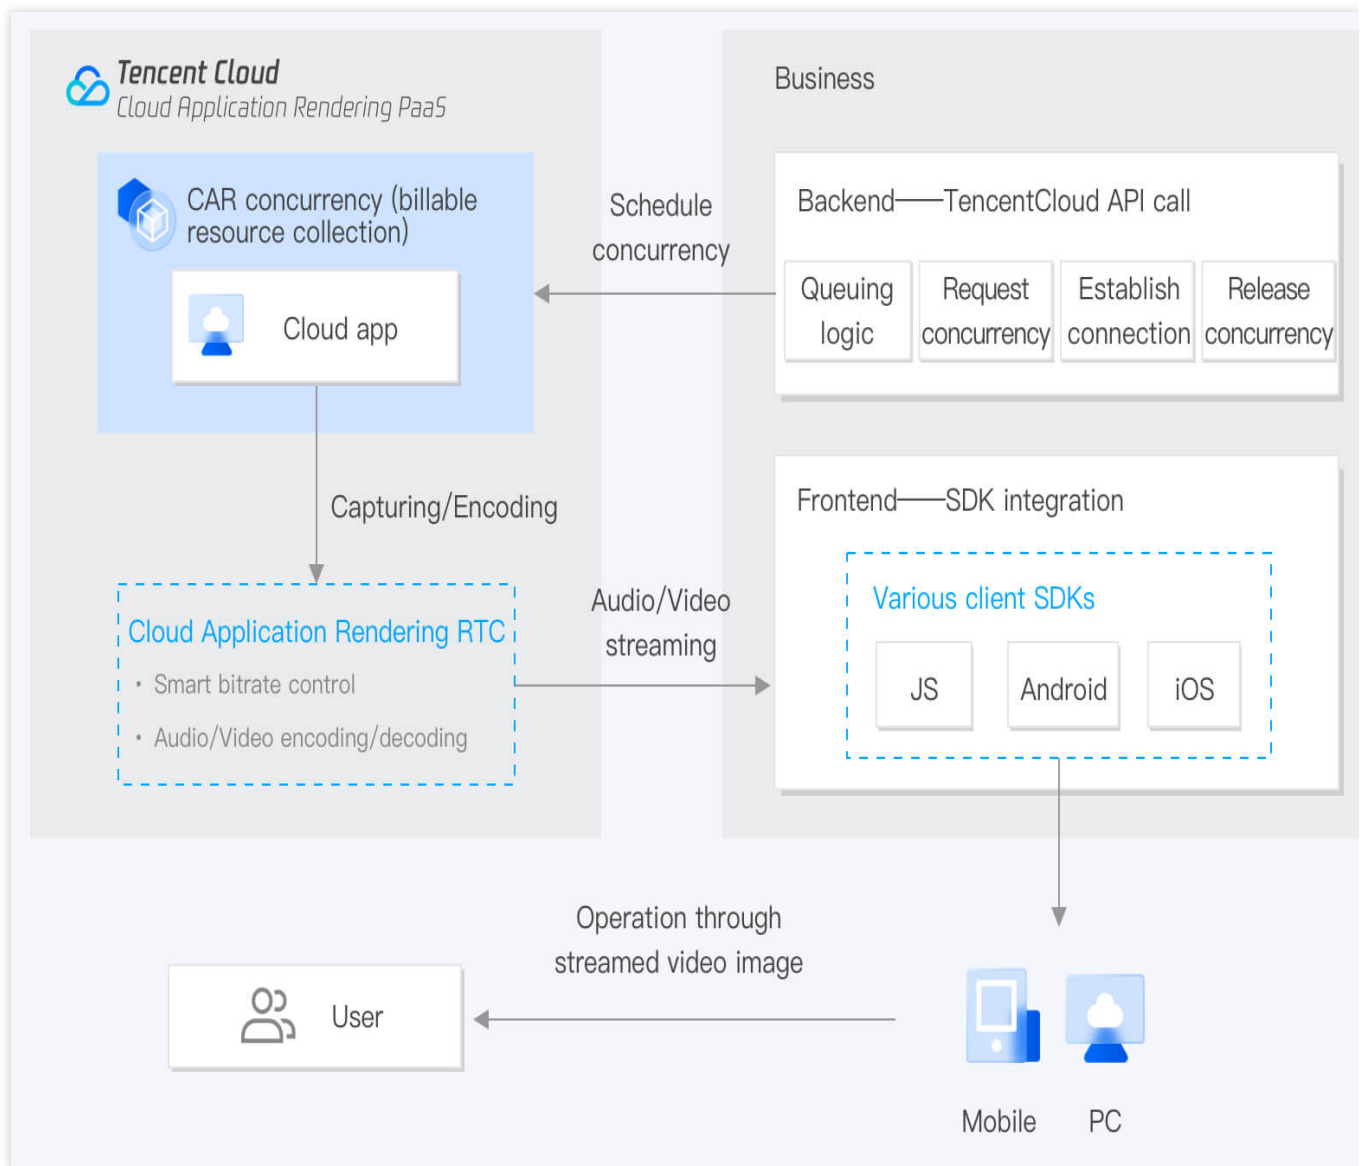 Tencent Cloud
Cloud Application Rendering PaaS
CAR concurrency (billable
resource collection)
Cloud app
Capturing/Encoding
Cloud Application Rendering RTC
• Smart bitrate control
• Audio/Video encoding/decoding
Schedule
concurrency
Audio/Video
streaming
Business
Backend——TencentCloud API call
Queuing
logic
Request
concurrency
Establish
connection
Release
concurrency
Frontend——SDK integration
Various client SDKs
JS
Android
iOS
Operation through
streamed video image
User
Mobile
PC